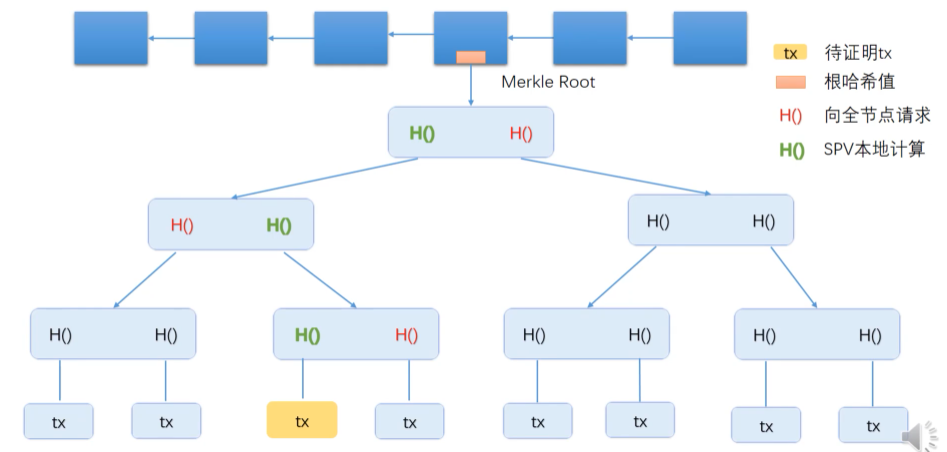 Merkle Root
tx 待证明tx
根哈希值
H() 向全节点请求
H() SPV本地计算
H() H()
H() H()
H() H()
H() H()
H() H()
H() H()
H() H()
tx tx tx tx tx tx tx tx